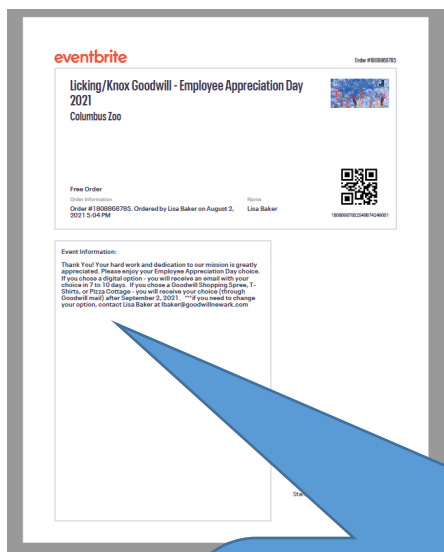 eventbrite
Order #1808868785
Licking/Knox Goodwill - Employee Appreciation Day
2021
Columbus Zoo
Free Order
Order Information
Name
Order #1808868785. Ordered by Lisa Baker on August 2,
2021 5:04 PM
Lisa Baker
Event Information:
Thank You! Your hard work and dedication to our mission is greatly
appreciated. Please enjoy your Employee Appreciation Day choice.
If you chose a digital option - you will receive an email with your
choice in 7 to 10 days. If you chose a Goodwill Shopping Spree, T-
Shirts, or Pizza Cottage - you will receive your choice (through
Goodwill mail) after September 2, 2021. ***if you need to change
your option, contact Lisa Baker at lbaker@goodwillnewark.com